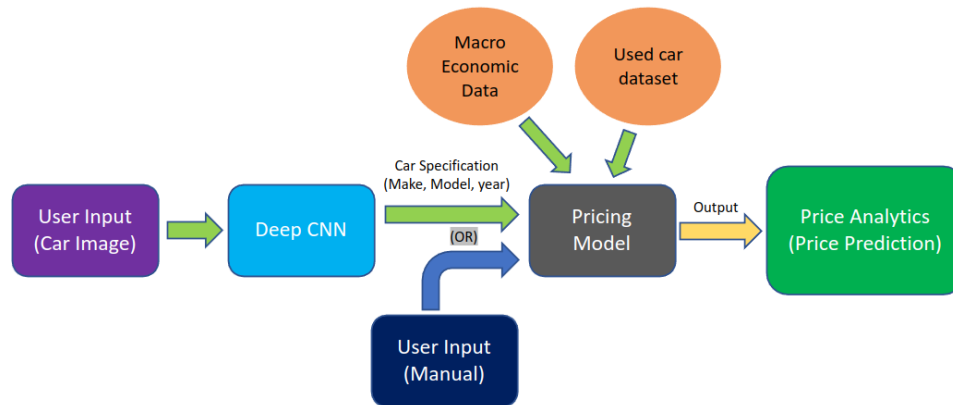 Macro
Economic
Data
Used car
dataset
Car Specification
(Make, Model, year)
User Input
(Car Image)
Deep CNN
(OR)
Pricing
Model
Output
Price Analytics
(Price Prediction)
User Input
(Manual)